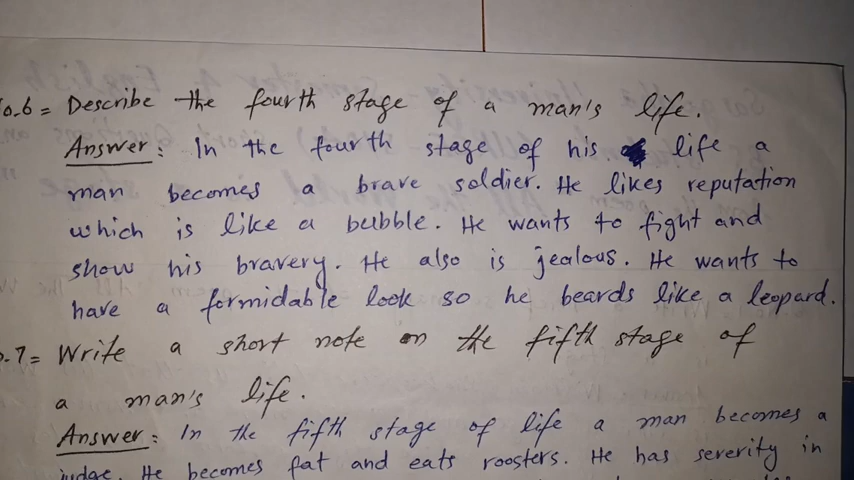 o.6 = Describe the fourth stage of a man's life.
Answer: In the fourth stage of his life a
man becomes a brave soldier. He likes reputation
which is like a bubble. He wants to fight and
show his bravery. He also is jealous. He wants to
have a formidable look so he beards like a leopard.
.7 = Write a short note on the fifth stage of
a man's life.
Answer: In the fifth stage of life a man becomes a
judge. He becomes fat and eats roosters. He has severity in